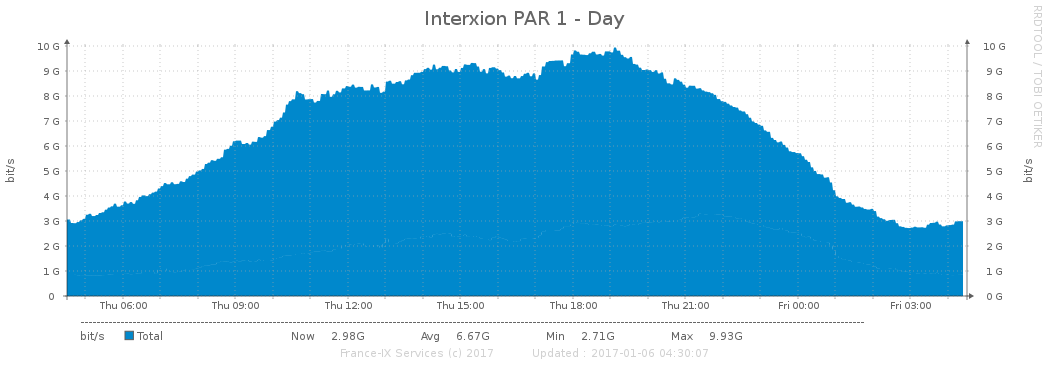 Interxion PAR 1 - Day
RRDTOOL / TOBI OETIKER
bit/s
10 G 10 G
9 G 9 G
8 G 8 G
7 G 7 G
6 G 6 G
5 G 5 G
4 G 4 G
3 G 3 G
2 G 2 G
1 G 1 G
0 0 G
bit/s
Thu 06:00 Thu 09:00 Thu 12:00 Thu 15:00 Thu 18:00 Thu 21:00 Fri 00:00 Fri 03:00
bit/s Total Now 2.98G Avg 6.67G Min 2.71G Max 9.93G
France-IX Services (c) 2017 Updated : 2017-01-06 04:30:07